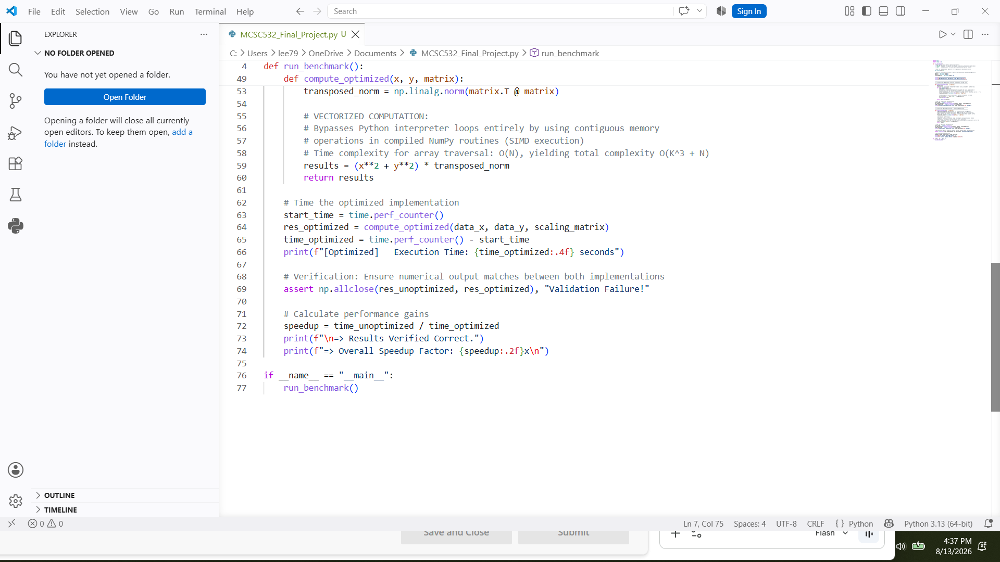 File Edit Selection View Go Run Terminal Help
Search
Sign In
EXPLORER
MCSC532_Final_Project.py U
NO FOLDER OPENED
You have not yet opened a folder.
Open Folder
Opening a folder will close all currently
open editors. To keep them open, add a
folder instead.
OUTLINE
TIMELINE
C: > Users > lee79 > OneDrive > Documents > MCSC532_Final_Project.py > run_benchmark
4 def run_benchmark():
49 def compute_optimized(x, y, matrix):
53 transposed_norm = np.linalg.norm(matrix.T @ matrix)
54
55 # VECTORIZED COMPUTATION:
56 # Bypasses Python interpreter loops entirely by using contiguous memory
57 # operations in compiled NumPy routines (SIMD execution)
58 # Time complexity for array traversal: O(N), yielding total complexity O(K^3 + N)
59 results = (x**2 + y**2) * transposed_norm
60 return results
61
62 # Time the optimized implementation
63 start_time = time.perf_counter()
64 res_optimized = compute_optimized(data_x, data_y, scaling_matrix)
65 time_optimized = time.perf_counter() - start_time
66 print(f"[Optimized]   Execution Time: {time_optimized:.4f} seconds")
67
68 # Verification: Ensure numerical output matches between both implementations
69 assert np.allclose(res_unoptimized, res_optimized), "Validation Failure!"
70
71 # Calculate performance gains
72 speedup = time_unoptimized / time_optimized
73 print(f"\n=> Results Verified Correct.")
74 print(f"=> Overall Speedup Factor: {speedup:.2f}x\n")
75
76 if __name__ == "__main__":
77 run_benchmark()
0 0
Ln 7, Col 75 Spaces: 4 UTF-8 CRLF { } Python Python 3.13 (64-bit)
Save and Close Submit Flash
4:37 PM
8/13/2026